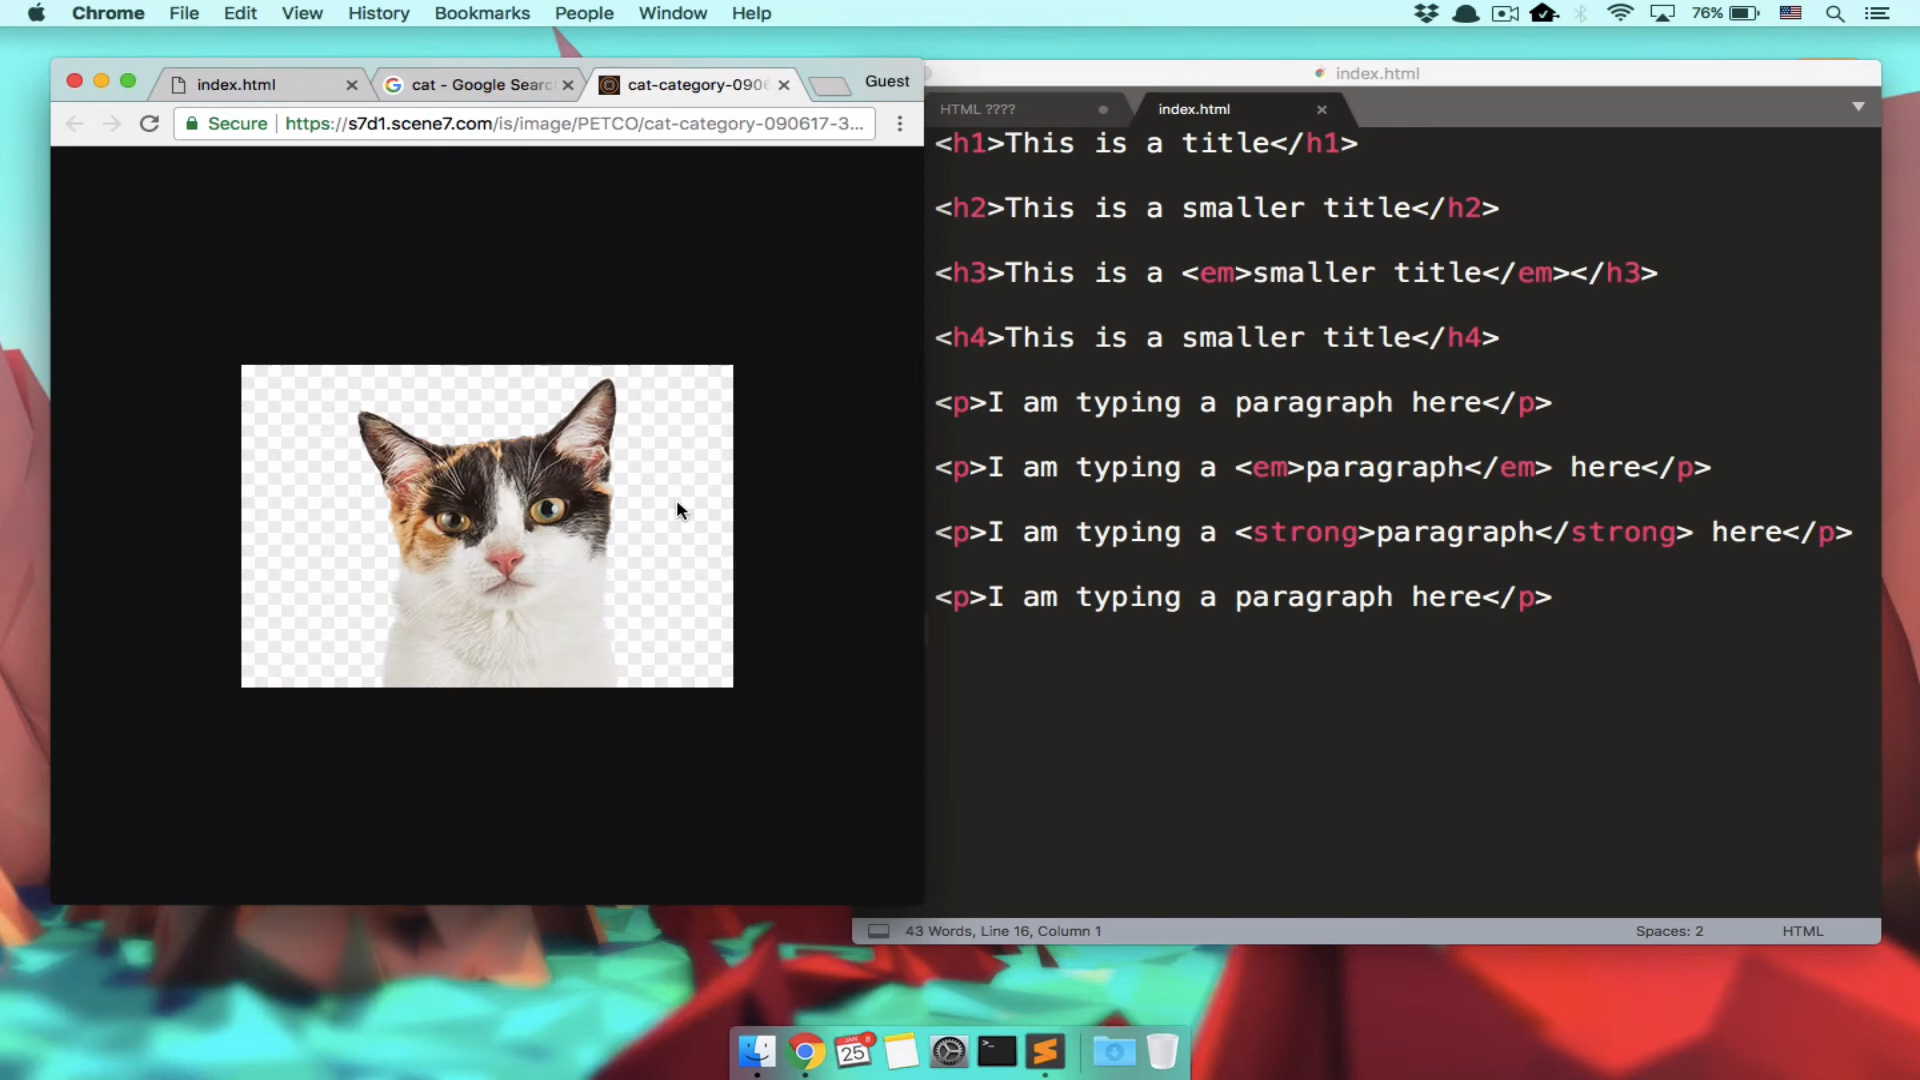 Chrome File Edit View History Bookmarks People Window Help 76%
index.html cat - Google Searc cat-category-0906 Guest
Secure https://s7d1.scene7.com/is/image/PETCO/cat-category-090617-3...
index.html
HTML ???? index.html
<h1>This is a title</h1>
<h2>This is a smaller title</h2>
<h3>This is a <em>smaller title</em></h3>
<h4>This is a smaller title</h4>
<p>I am typing a paragraph here</p>
<p>I am typing a <em>paragraph</em> here</p>
<p>I am typing a <strong>paragraph</strong> here</p>
<p>I am typing a paragraph here</p>
43 Words, Line 16, Column 1 Spaces: 2 HTML
JAN 8
25